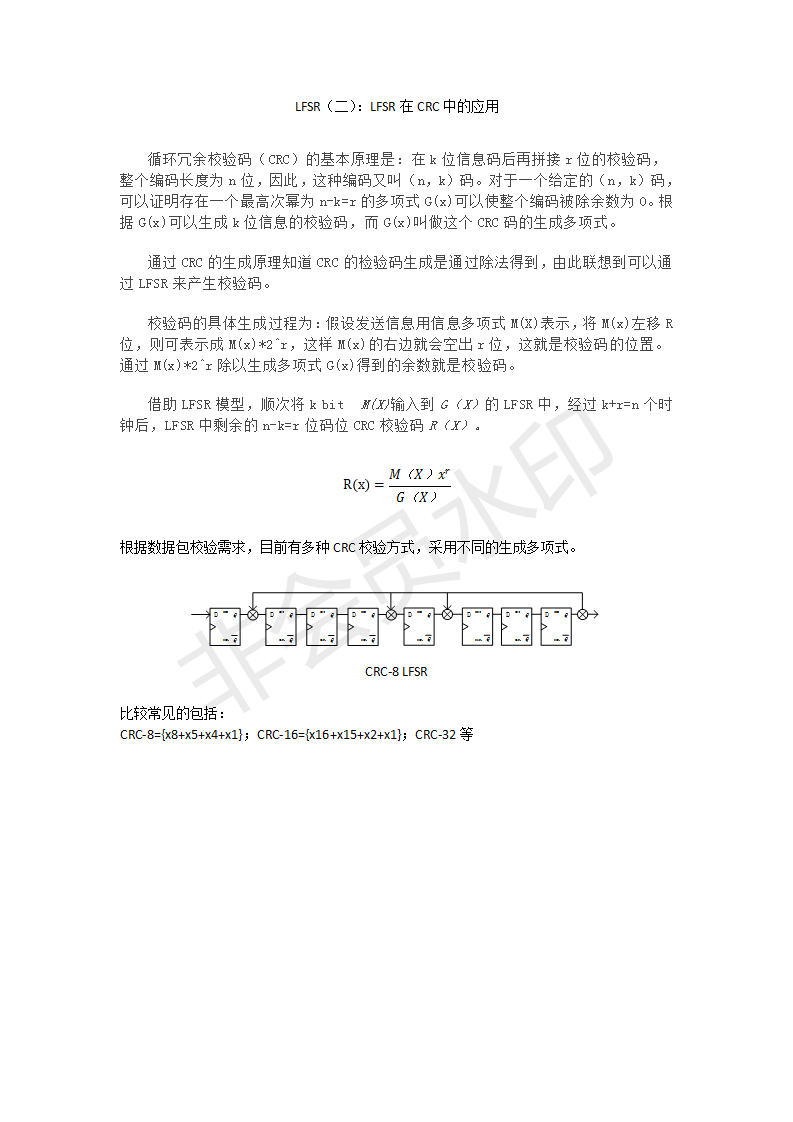 LFSR（二）：LFSR 在 CRC 中的应用
循环冗余校验码（CRC）的基本原理是：在 k 位信息码后再拼接 r 位的校验码，
整个编码长度为 n 位，因此，这种编码又叫（n，k）码。对于一个给定的（n，k）码，
可以证明存在一个最高次幂为 n-k=r 的多项式 G(x)可以使整个编码被除余数为 0。根
据 G(x)可以生成 k 位信息的校验码，而 G(x)叫做这个 CRC 码的生成多项式。
通过 CRC 的生成原理知道 CRC 的检验码生成是通过除法得到，由此联想到可以通
过 LFSR 来产生校验码。
校验码的具体生成过程为：假设发送信息用信息多项式 M(X)表示，将 M(x)左移 R
位，则可表示成 M(x)*2^r，这样 M(x)的右边就会空出 r 位，这就是校验码的位置。
通过 M(x)*2^r 除以生成多项式 G(x)得到的余数就是校验码。
借助 LFSR 模型，顺次将 k bit M(X)输入到 G（X）的 LFSR 中，经过 k+r=n 个时
钟后，LFSR 中剩余的 n-k=r 位码位 CRC 校验码 R（X）。
R(x) = M（X）x^r / G（X）
根据数据包校验需求，目前有多种 CRC 校验方式，采用不同的生成多项式。
D Q D Q D Q D Q D Q D Q D Q D Q
CRC-8 LFSR
比较常见的包括：
CRC-8={x8+x5+x4+x1}；CRC-16={x16+x15+x2+x1}；CRC-32 等
非会员水印